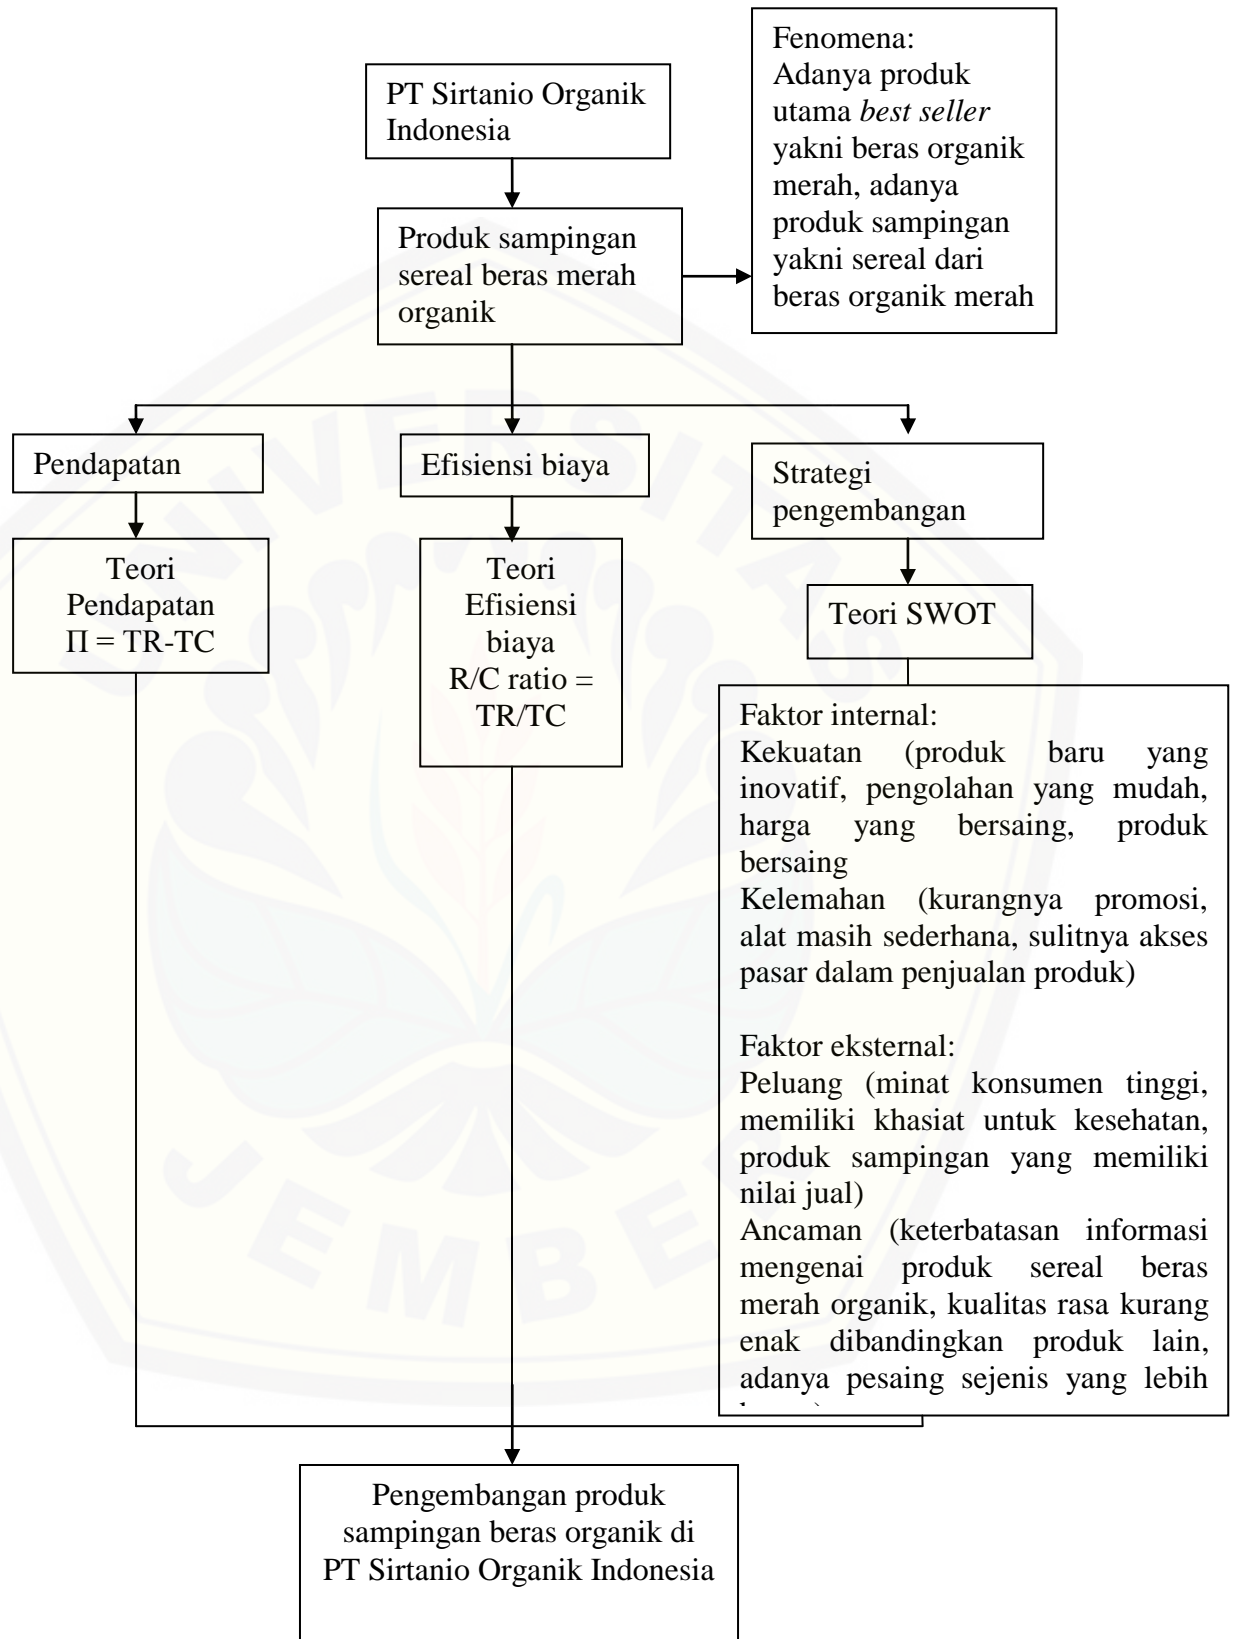 PT Sirtanio Organik
Indonesia
Fenomena:
Adanya produk
utama best seller
yakni beras organik
merah, adanya
produk sampingan
yakni sereal dari
beras organik merah
Produk sampingan
sereal beras merah
organik
Pendapatan
Efisiensi biaya
Strategi
pengembangan
Teori
Pendapatan
Π = TR-TC
Teori
Efisiensi
biaya
R/C ratio =
TR/TC
Teori SWOT
Faktor internal:
Kekuatan (produk baru yang
inovatif, pengolahan yang mudah,
harga yang bersaing, produk
bersaing
Kelemahan (kurangnya promosi,
alat masih sederhana, sulitnya akses
pasar dalam penjualan produk)
Faktor eksternal:
Peluang (minat konsumen tinggi,
memiliki khasiat untuk kesehatan,
produk sampingan yang memiliki
nilai jual)
Ancaman (keterbatasan informasi
mengenai produk sereal beras
merah organik, kualitas rasa kurang
enak dibandingkan produk lain,
adanya pesaing sejenis yang lebih
Pengembangan produk
sampingan beras organik di
PT Sirtanio Organik Indonesia
UNIVERSITAS
JEMBER